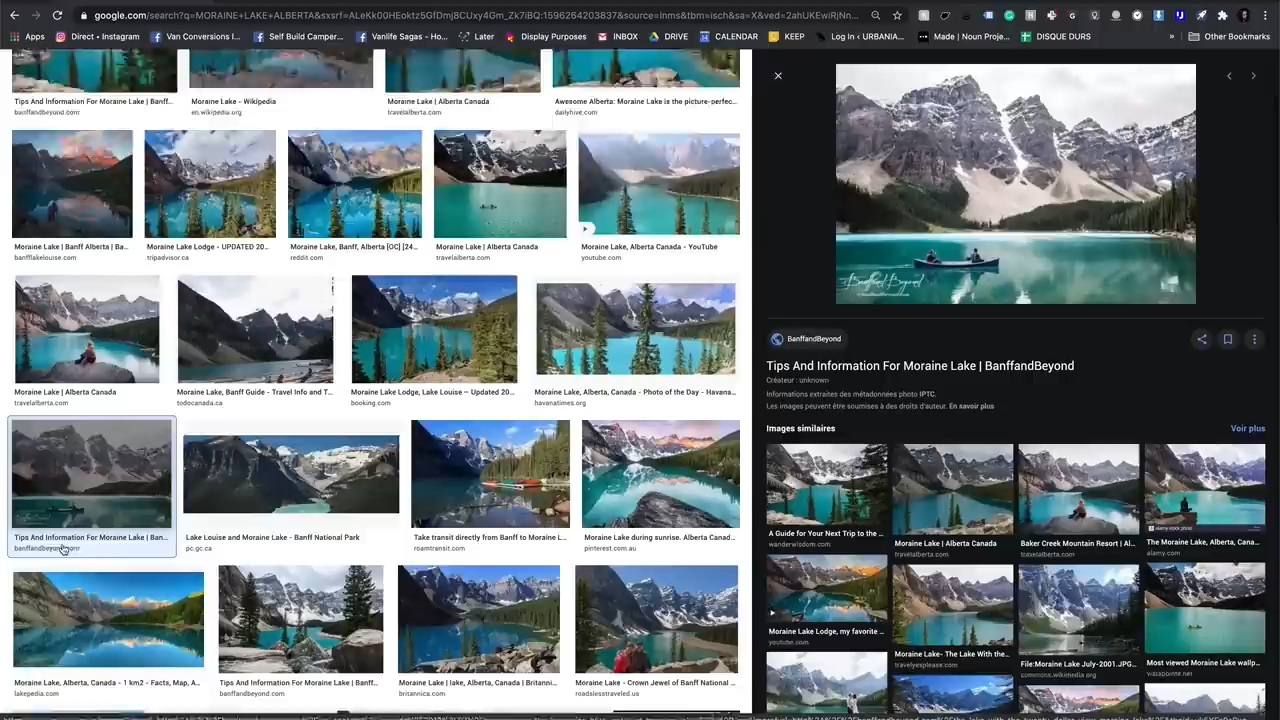 google.com/search?q=MORAINE+LAKE+ALBERTA&sxsrf=ALeKk00HEoktz5GfDmj8CUxy4Gm_Zk7iBQ:1596264203837&source=lnms&tbm=isch&sa=X&ved=2ahUKEwiRjNn...
Apps Direct • Instagram Van Conversions I... Self Build Camper... Vanlife Sagania - Ho... Later Display Purposes INBOX DRIVE CALENDAR KEEP Log In ‹ URBANIA... Made | Noun Proje... DISQUE DURS » Other Bookmarks
Tips And Information For Moraine Lake | Banff...
banffandbeyond.com
Moraine Lake - Wikipedia
en.wikipedia.org
Moraine Lake | Alberta Canada
travelalberta.com
Awesome Alberta: Moraine Lake is the picture-perfec...
dailyhive.com
Moraine Lake | Banff Alberta | Ba...
banfflakelouise.com
Moraine Lake Lodge - UPDATED 20...
tripadvisor.ca
Moraine Lake, Banff, Alberta [OC] [24...
reddit.com
Moraine Lake | Alberta Canada
travelalberta.com
Moraine Lake, Alberta Canada - YouTube
youtube.com
Moraine Lake | Alberta Canada
travelalberta.com
Moraine Lake, Banff Guide - Travel Info and T...
todocanada.ca
Moraine Lake Lodge, Lake Louise – Updated 20...
booking.com
Moraine Lake, Alberta, Canada - Photo of the Day - Havana...
havanatimes.org
Tips And Information For Moraine Lake | Ban...
banffandbeyond.com
Lake Louise and Moraine Lake - Banff National Park
pc.gc.ca
Take transit directly from Banff to Moraine L...
roamtransit.com
Moraine Lake during sunrise. Alberta Canad...
pinterest.com.au
Moraine Lake, Alberta, Canada - 1 km2 - Facts, Map, A...
lakepedia.com
Tips And Information For Moraine Lake | Banff...
banffandbeyond.com
Moraine Lake | lake, Alberta, Canada | Britanni...
britannica.com
Moraine Lake - Crown Jewel of Banff National ...
roadslesstraveled.us
Banff and Beyond
BanffandBeyond
Tips And Information For Moraine Lake | BanffandBeyond
Créateur : unknown
Informations extraites des métadonnées photo IPTC.
Les images peuvent être soumises à des droits d'auteur. En savoir plus
Images similaires
Voir plus
A Guide for Your Next Trip to the ...
wanderwisdom.com
Moraine Lake | Alberta Canada
travelalberta.com
Baker Creek Mountain Resort | Al...
travelalberta.com
alamy stock photo
The Moraine Lake, Alberta, Cana...
alamy.com
Moraine Lake Lodge, my favorite ...
youtube.com
Moraine Lake- The Lake With the...
travelyesplease.com
File:Moraine Lake July-2001.JPG...
commons.wikimedia.org
Most viewed Moraine Lake wallp...